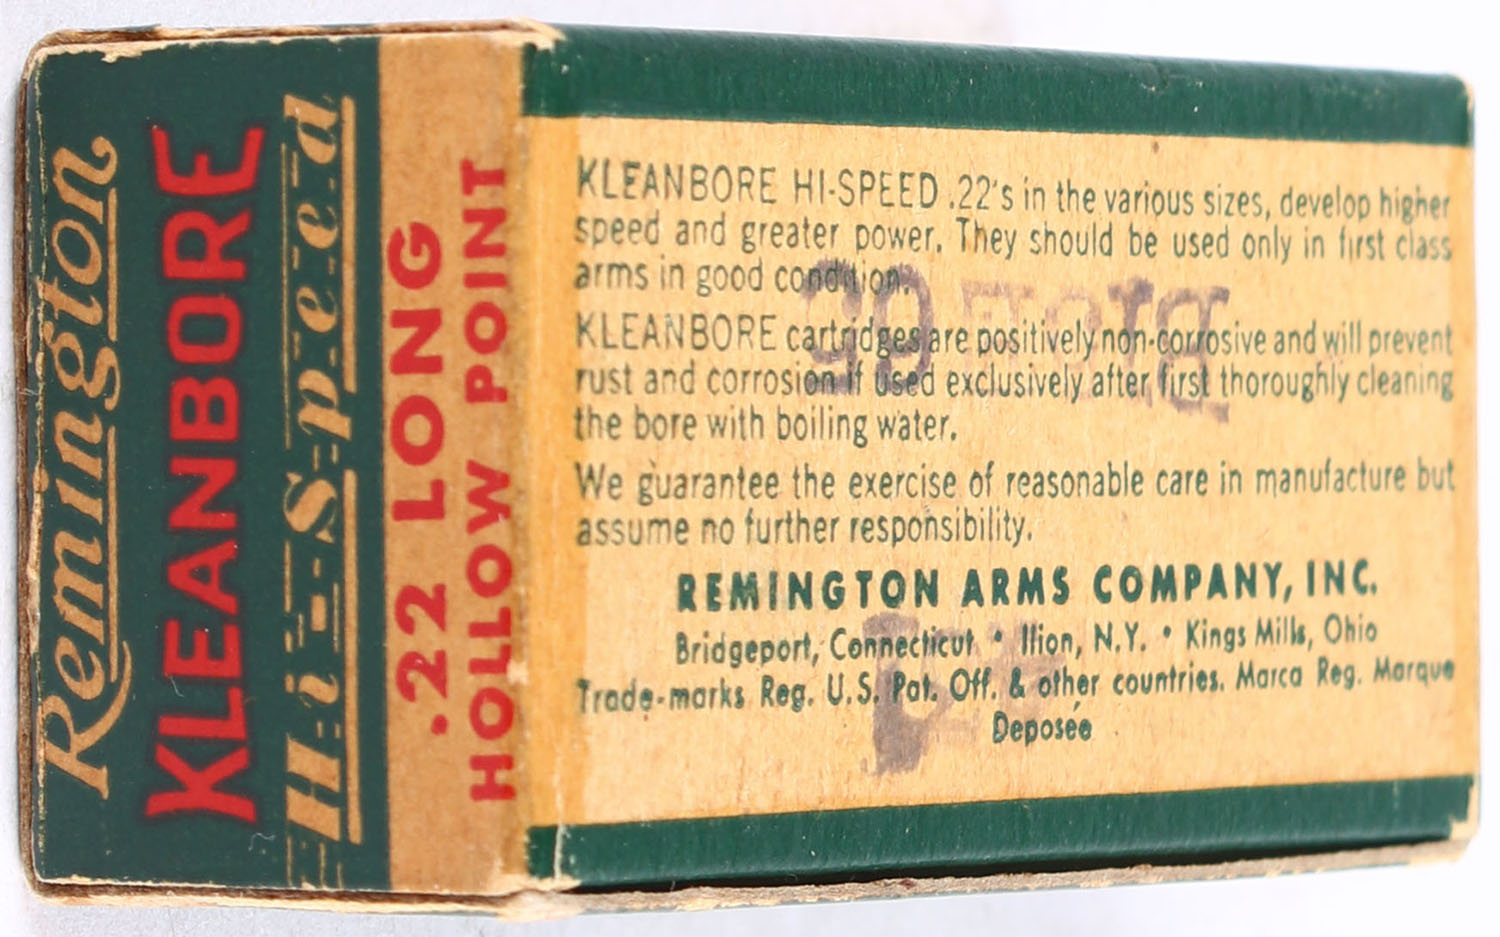 Remington
KLEANBORE
Hi-Speed
.22 LONG
HOLLOW POINT
KLEANBORE HI-SPEED .22's in the various sizes, develop higher
speed and greater power. They should be used only in first class
arms in good condition.
KLEANBORE cartridges are positively non-corrosive and will prevent
rust and corrosion if used exclusively after first thoroughly cleaning
the bore with boiling water.
We guarantee the exercise of reasonable care in manufacture but
assume no further responsibility.
REMINGTON ARMS COMPANY, INC.
Bridgeport, Connecticut • Ilion, N.Y. • Kings Mills, Ohio
Trade-marks Reg. U.S. Pat. Off. & other countries. Marca Reg. Marque
Deposée